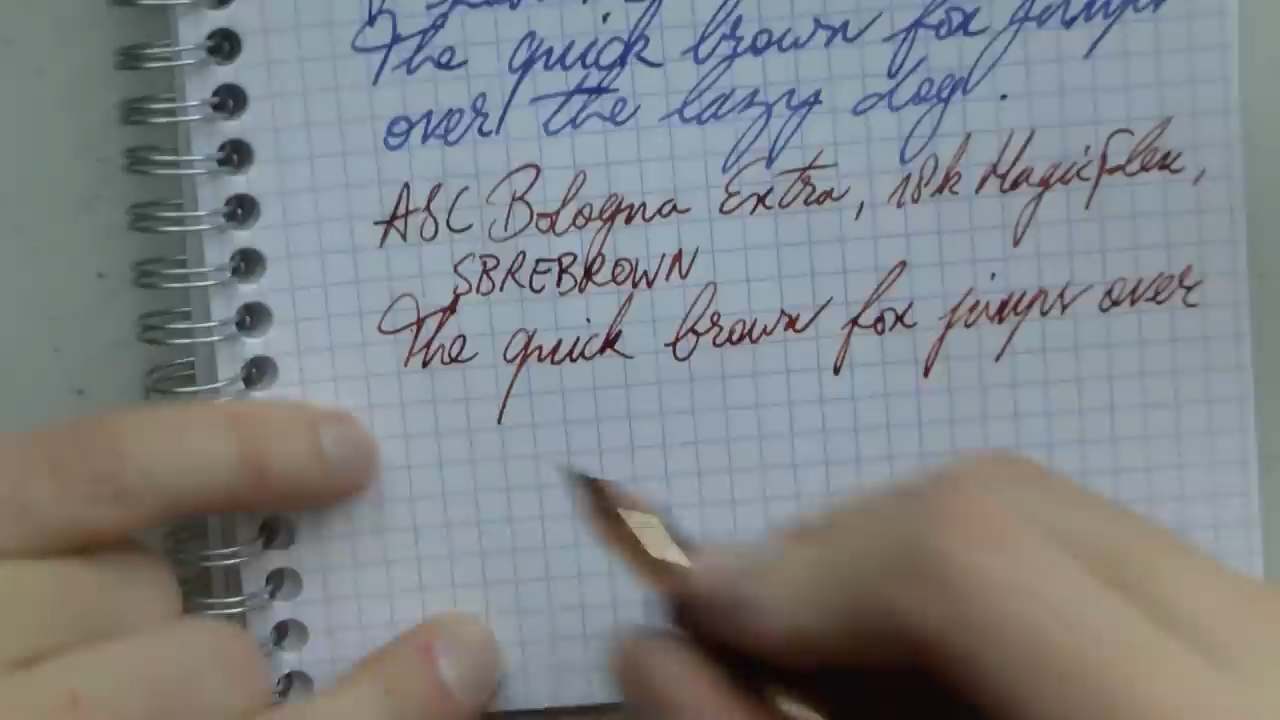 The quick brown fox jumps
over the lazy dog.
ASC Bologna Extra, 18k MagicFlex,
SBREBROWN
The quick brown fox jumps over